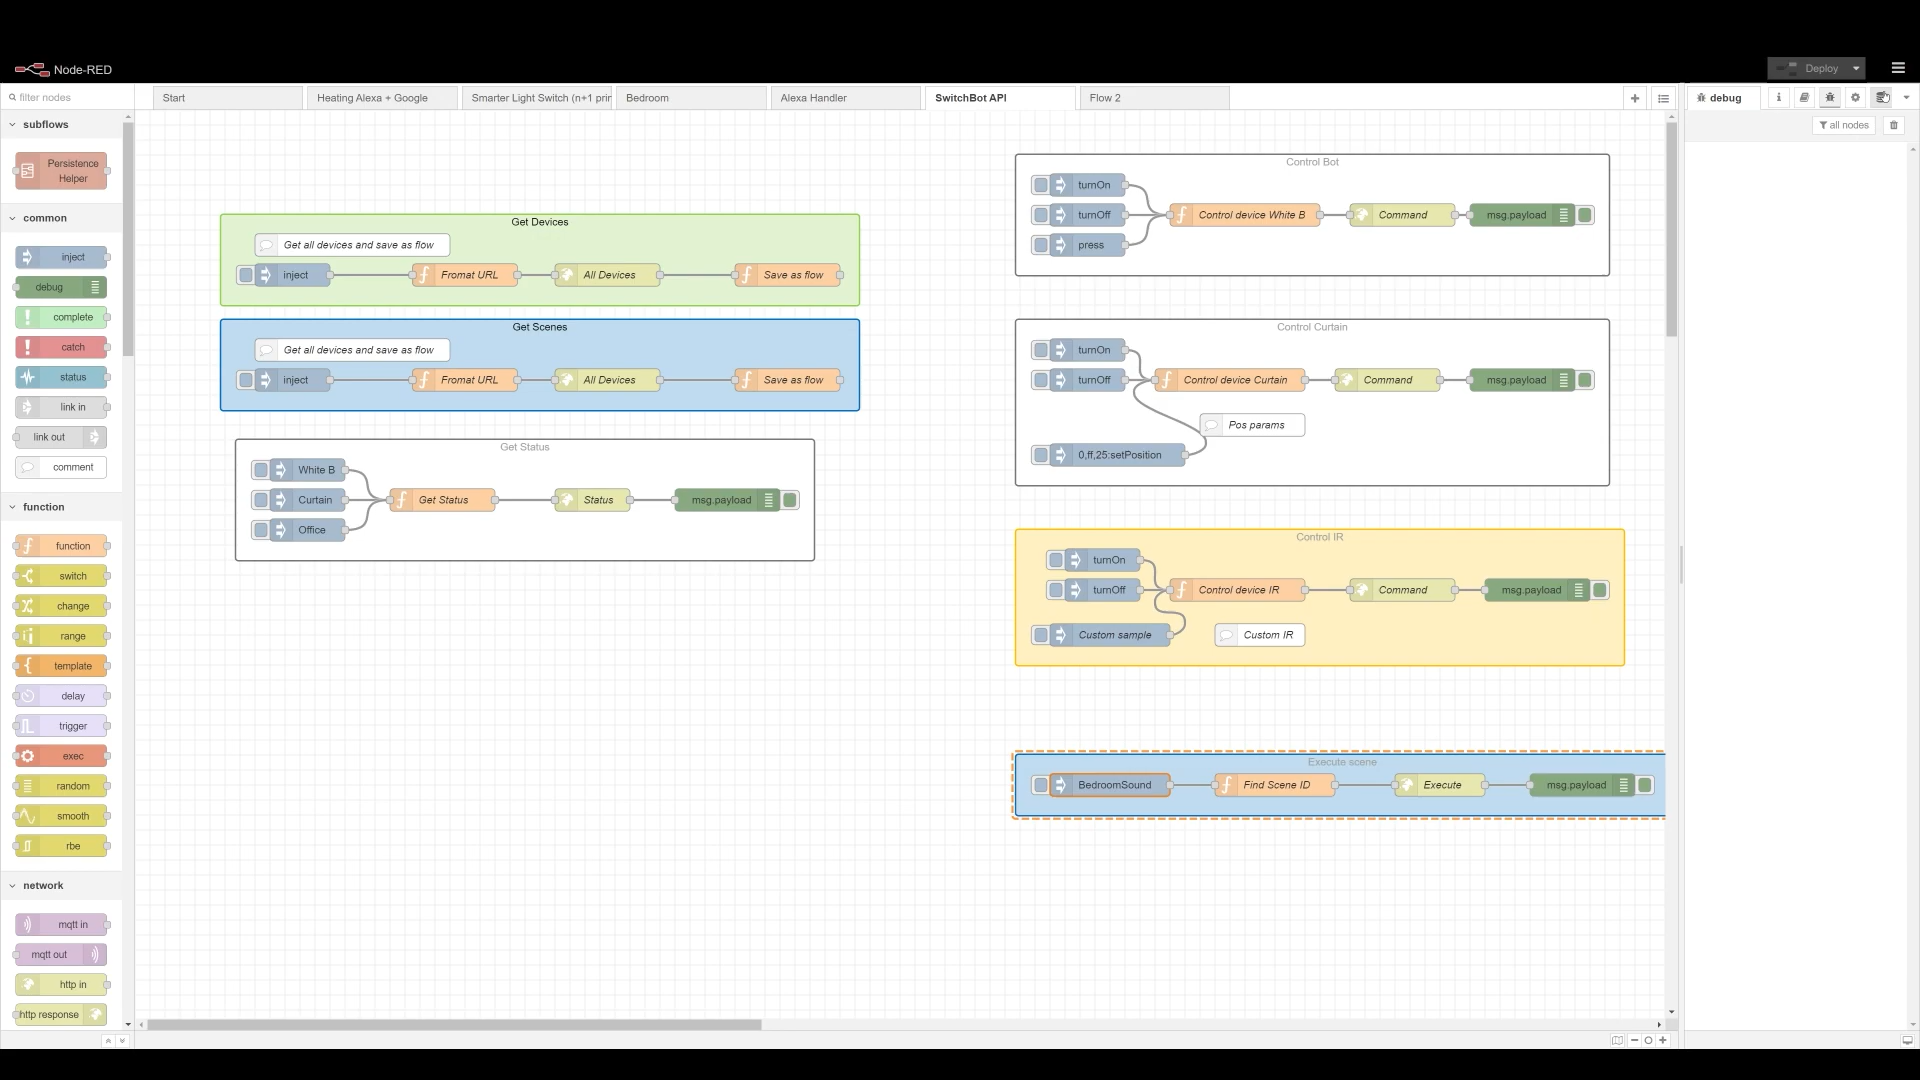 Node-RED
Deploy
filter nodes
Start
Heating Alexa + Google
Smarter Light Switch (n+1 prin
Bedroom
Alexa Handler
SwitchBot API
Flow 2
debug
all nodes
subflows
Persistence
Helper
common
inject
debug
complete
catch
status
link in
link out
comment
function
function
switch
change
range
template
delay
trigger
exec
random
smooth
rbe
network
mqtt in
mqtt out
http in
http response
Get Devices
Get all devices and save as flow
inject
Fromat URL
All Devices
Save as flow
Get Scenes
Get all devices and save as flow
inject
Fromat URL
All Devices
Save as flow
Get Status
White B
Curtain
Office
Get Status
Status
msg.payload
Control Bot
turnOn
turnOff
press
Control device White B
Command
msg.payload
Control Curtain
turnOn
turnOff
Control device Curtain
Command
msg.payload
Pos params
0,ff,25:setPosition
Control IR
turnOn
turnOff
Control device IR
Command
msg.payload
Custom sample
Custom IR
Execute scene
BedroomSound
Find Scene ID
Execute
msg.payload